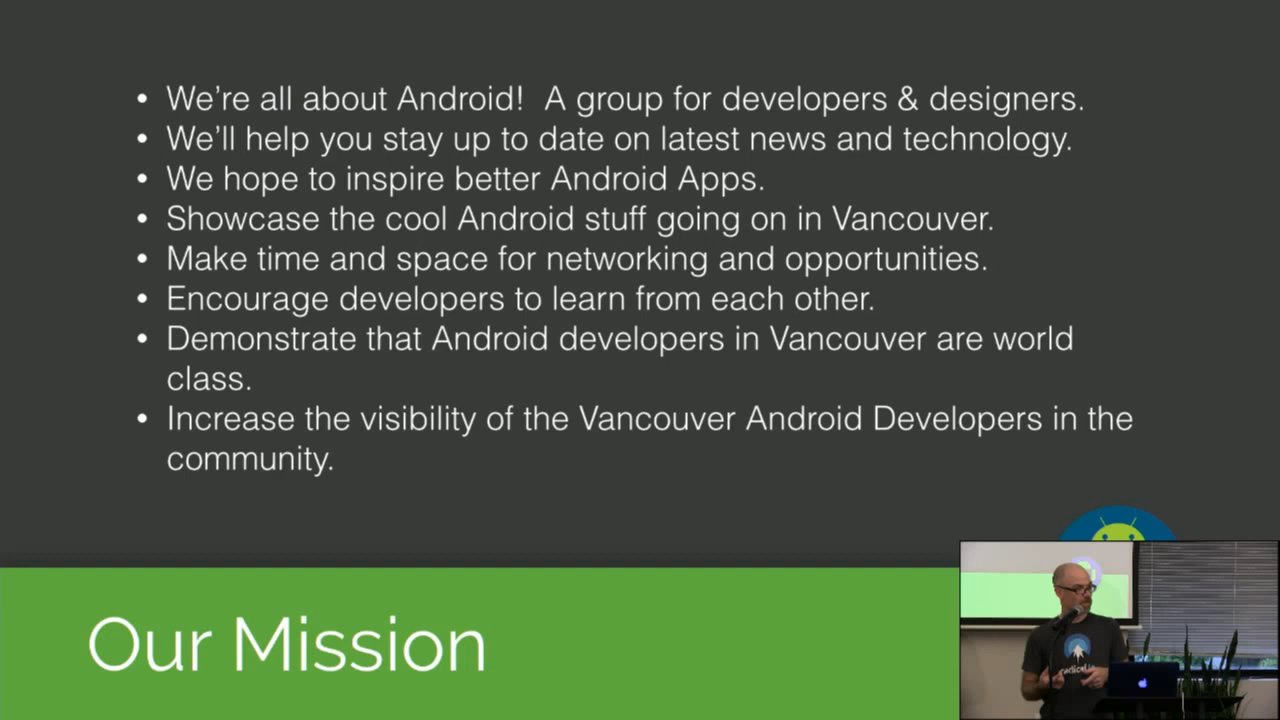 • We're all about Android!  A group for developers & designers.
• We'll help you stay up to date on latest news and technology.
• We hope to inspire better Android Apps.
• Showcase the cool Android stuff going on in Vancouver.
• Make time and space for networking and opportunities.
• Encourage developers to learn from each other.
• Demonstrate that Android developers in Vancouver are world
class.
• Increase the visibility of the Vancouver Android Developers in the
community.
Our Mission